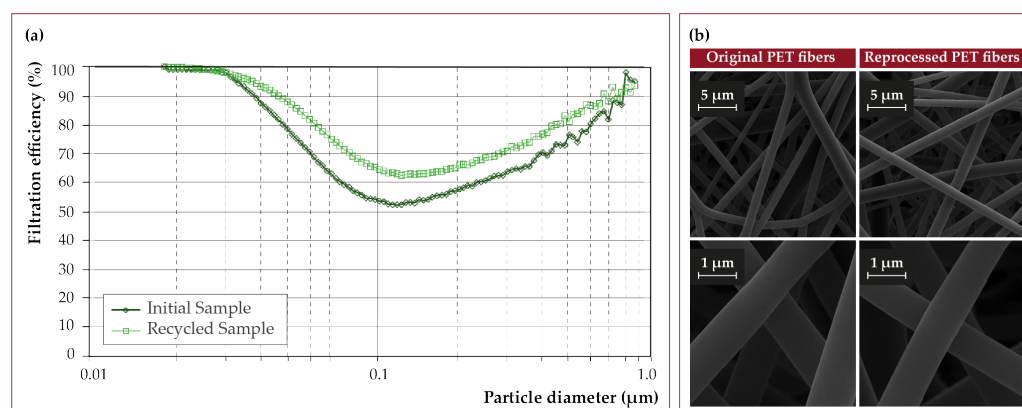 (a)
Filtration efficiency (%)
100
90
80
70
60
50
40
30
20
10
0
Initial Sample
Recycled Sample
0.01
0.1
1.0
Particle diameter (μm)
(b)
Original PET fibers
Reprocessed PET fibers
5 μm
5 μm
1 μm
1 μm